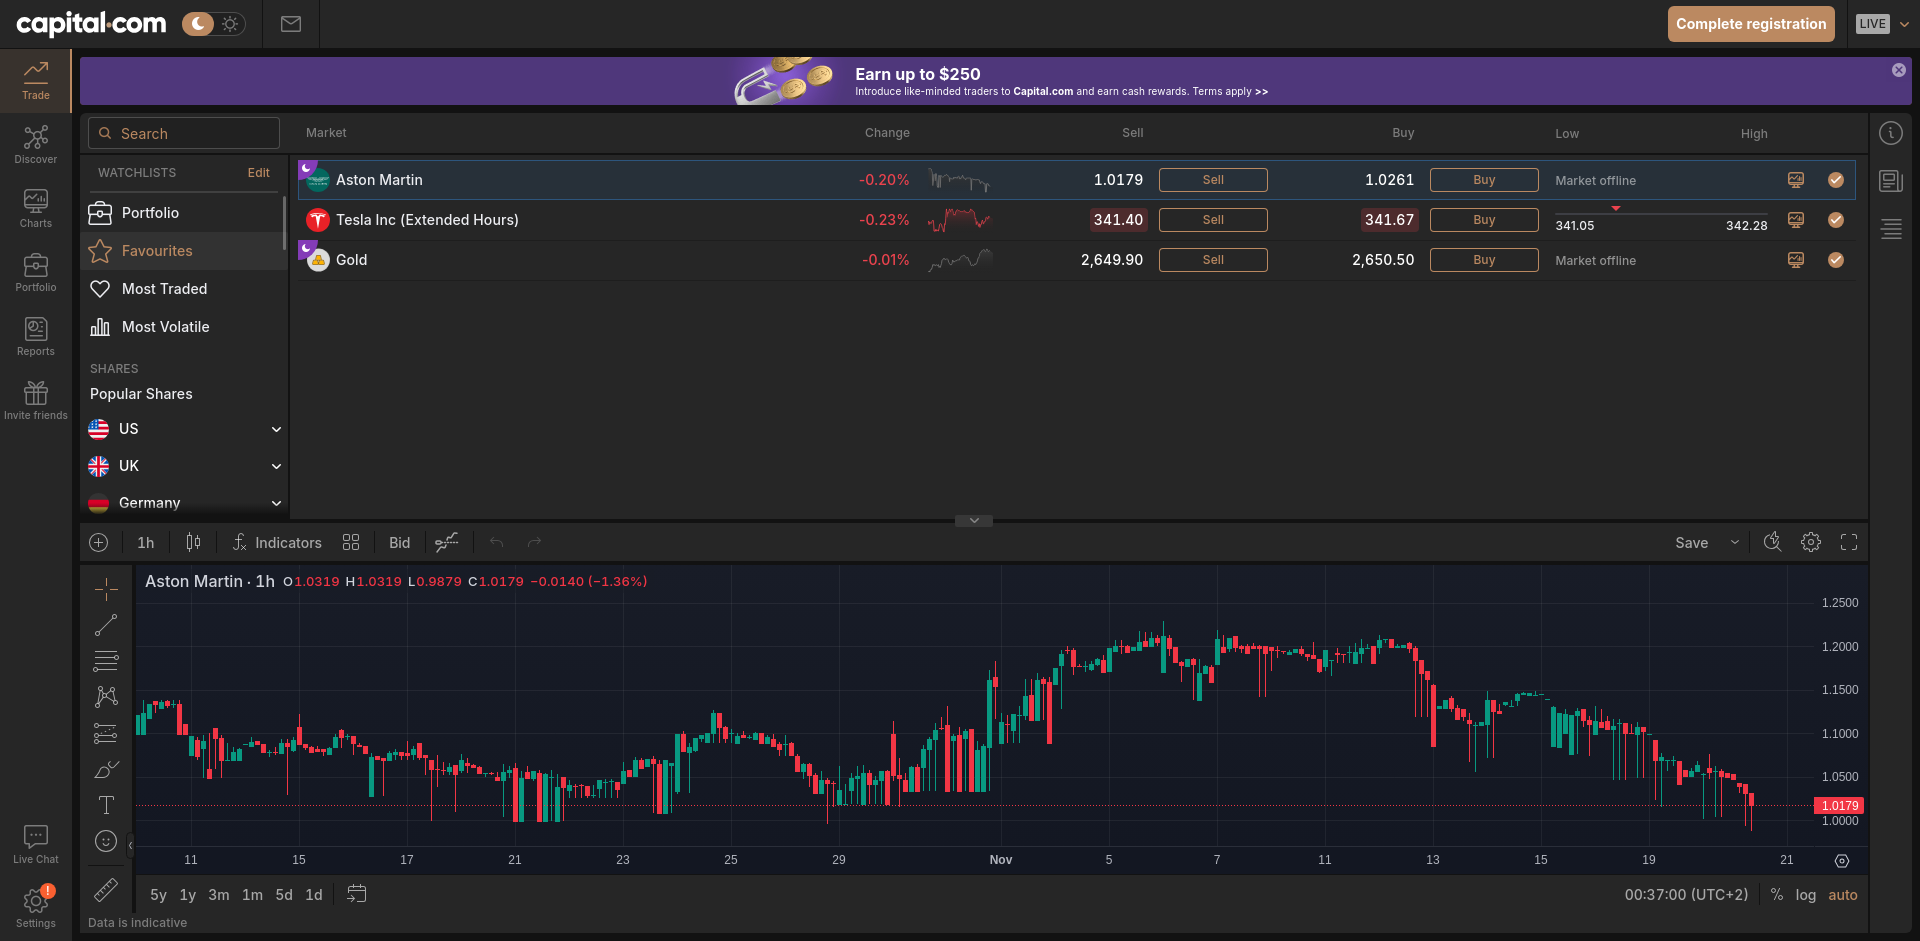 capital.com
Complete registration
LIVE
Trade
Discover
Charts
Portfolio
Reports
Invite friends
Live Chat
!
Settings
Earn up to $250
Introduce like-minded traders to Capital.com and earn cash rewards. Terms apply >>
Search
WATCHLISTS Edit
Portfolio
Favourites
Most Traded
Most Volatile
SHARES
Popular Shares
US
UK
Germany
Market Change Sell Buy Low High
Aston Martin -0.20% 1.0179 Sell 1.0261 Buy Market offline
Tesla Inc (Extended Hours) -0.23% 341.40 Sell 341.67 Buy 341.05 342.28
Gold -0.01% 2,649.90 Sell 2,650.50 Buy Market offline
1h Indicators Bid Save
Aston Martin · 1h O1.0319 H1.0319 L0.9879 C1.0179 −0.0140 (−1.36%)
1.2500
1.2000
1.1500
1.1000
1.0500
1.0179
1.0000
11 15 17 21 23 25 29 Nov 5 7 11 13 15 19 21
5y 1y 3m 1m 5d 1d 00:37:00 (UTC+2) % log auto
Data is indicative